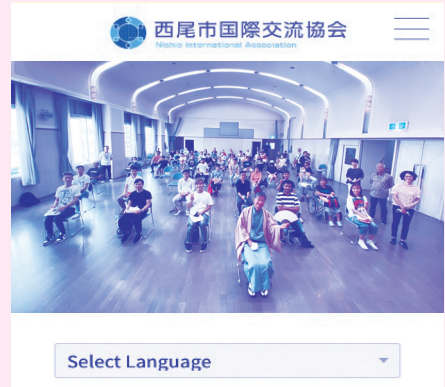 西尾市国際交流協会
Nishio International Association
Select Language